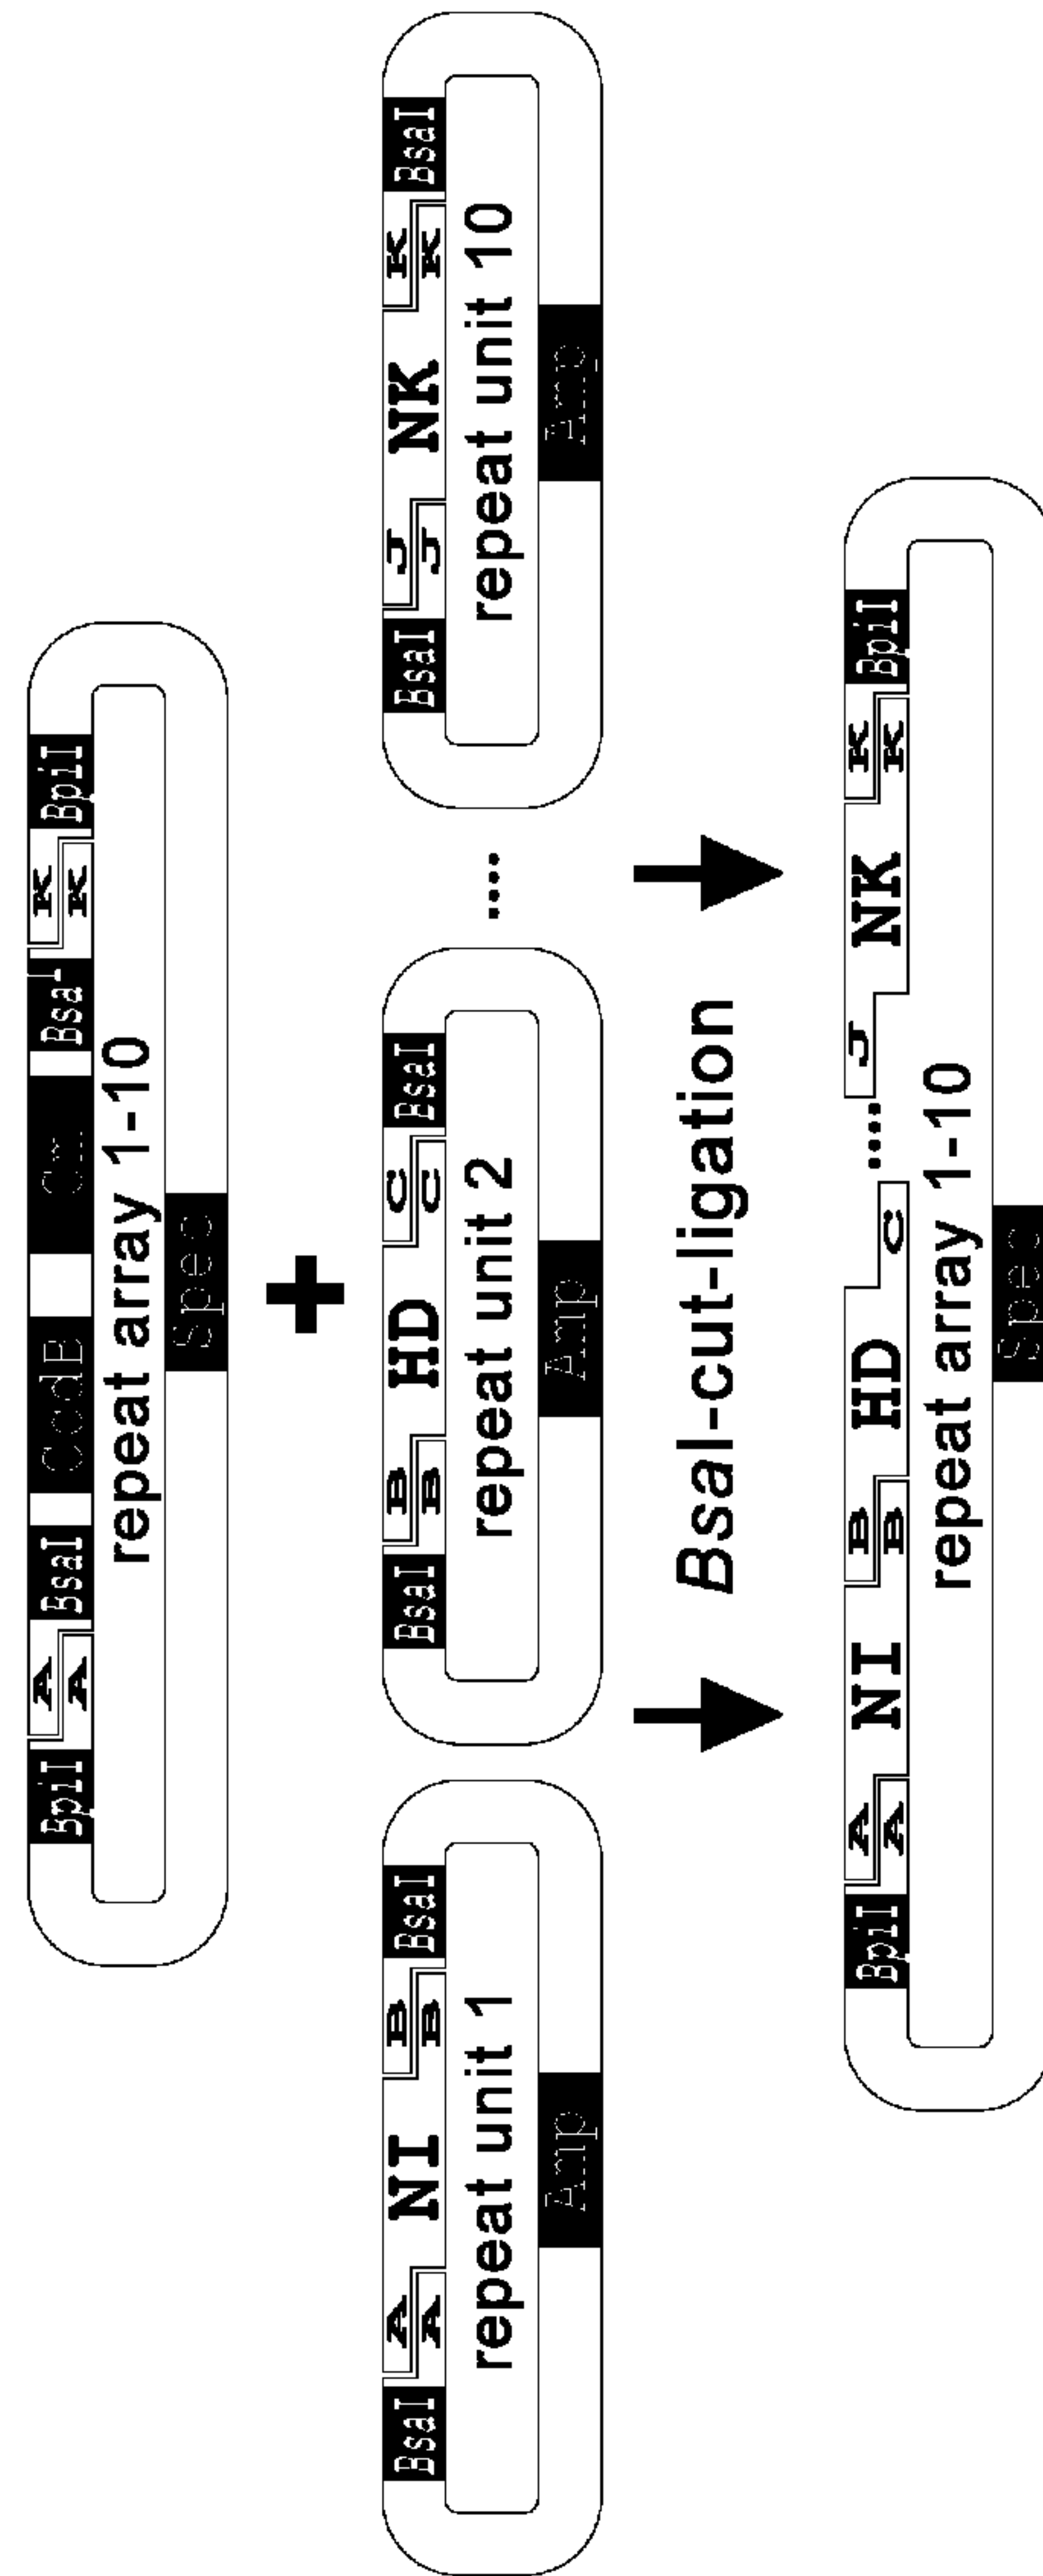 BpiI A A BsaI CcdB Cm BsaI K K BpiI
repeat array 1-10
Spec
+
BsaI A A NI B B BsaI
repeat unit 1
Amp
BsaI B B HD C C BsaI
repeat unit 2
Amp
....
BsaI J J NK K K BsaI
repeat unit 10
Amp
BsaI-cut-ligation
BpiI A A NI B B HD C .... J NK K K BpiI
repeat array 1-10
Spec